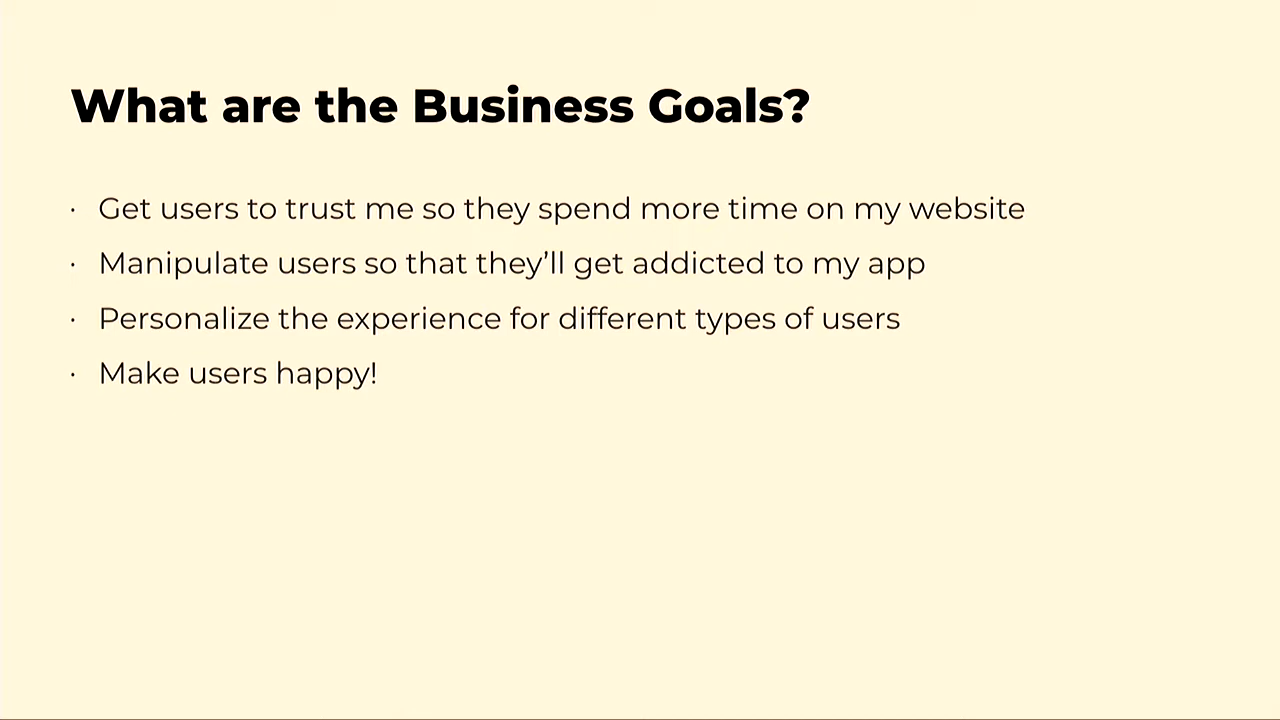 What are the Business Goals?
· Get users to trust me so they spend more time on my website
· Manipulate users so that they’ll get addicted to my app
· Personalize the experience for different types of users
· Make users happy!